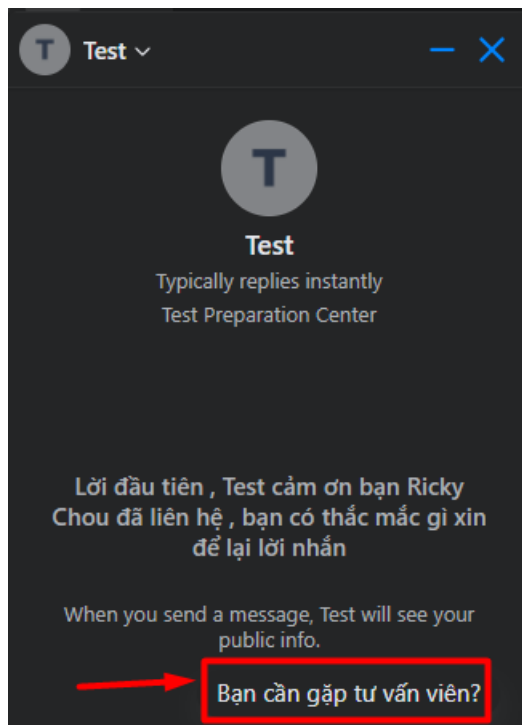 T Test
T
Test
Typically replies instantly
Test Preparation Center
Lời đầu tiên , Test cảm ơn bạn Ricky
Chou đã liên hệ , bạn có thắc mắc gì xin
để lại lời nhắn
When you send a message, Test will see your
public info.
Bạn cần gặp tư vấn viên?